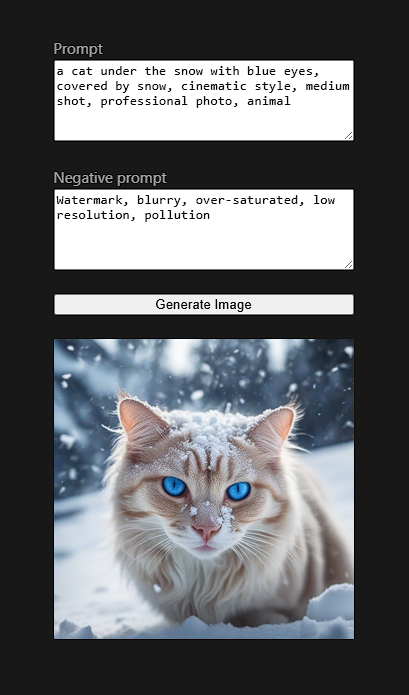 Prompt
a cat under the snow with blue eyes,
covered by snow, cinematic style, medium
shot, professional photo, animal
Negative prompt
Watermark, blurry, over-saturated, low
resolution, pollution
Generate Image